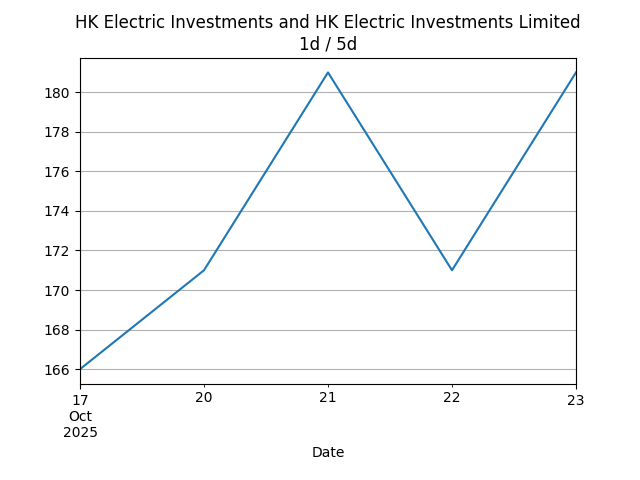 HK Electric Investments and HK Electric Investments Limited
1d / 5d
180
178
176
174
172
170
168
166
17 20 21 22 23
Oct
2025
Date